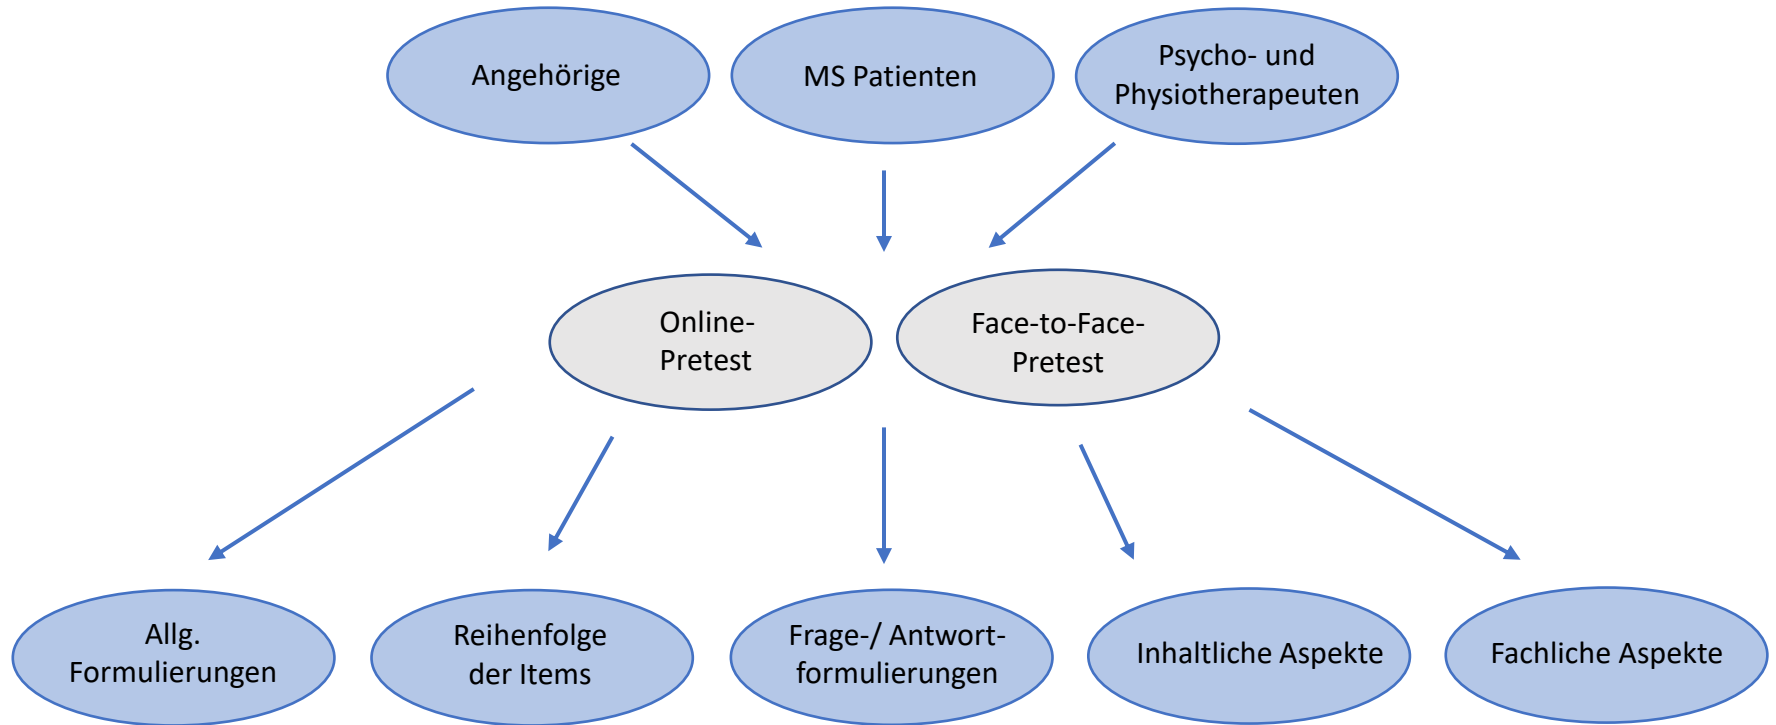 Angehörige
MS Patienten
Psycho- und
Physiotherapeuten
Online-
Pretest
Face-to-Face-
Pretest
Allg.
Formulierungen
Reihenfolge
der Items
Frage-/ Antwort-
formulierungen
Inhaltliche Aspekte
Fachliche Aspekte